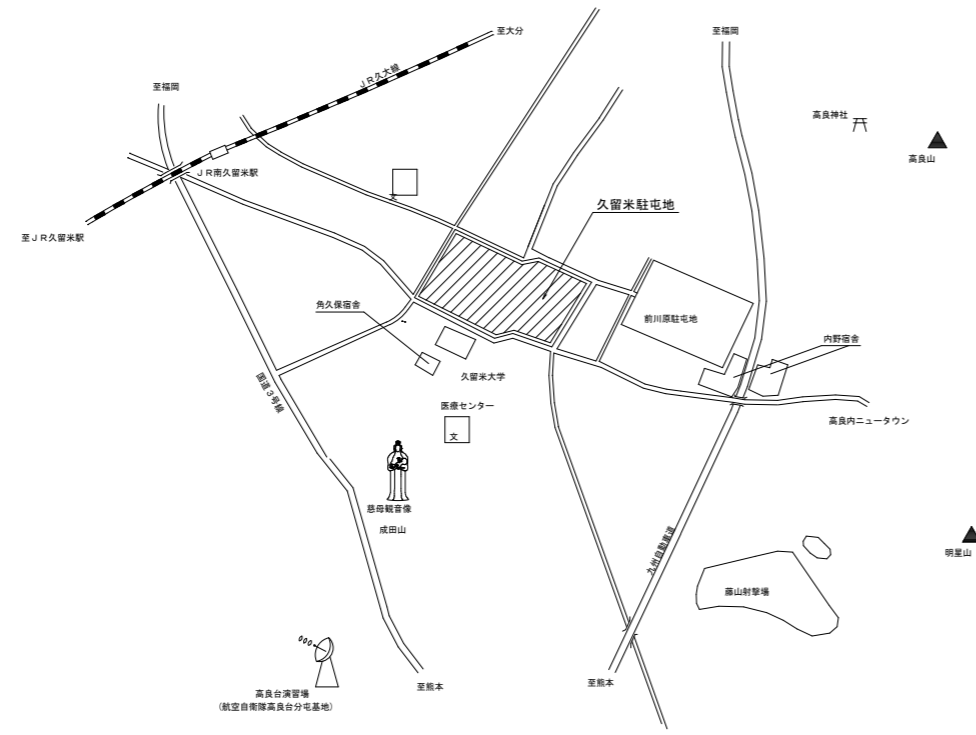 至大分
至福岡
ＪＲ久大線
至福岡
高良神社
高良山
ＪＲ南久留米駅
文
久留米駐屯地
至ＪＲ久留米駅
角久保宿舎
前川原駐屯地
内野宿舎
久留米大学
医療センター
文
国道３号線
高良内ニュータウン
慈母観音像
成田山
九州自動車道
明星山
藤山射撃場
至熊本
至熊本
高良台演習場
(航空自衛隊高良台分屯基地)